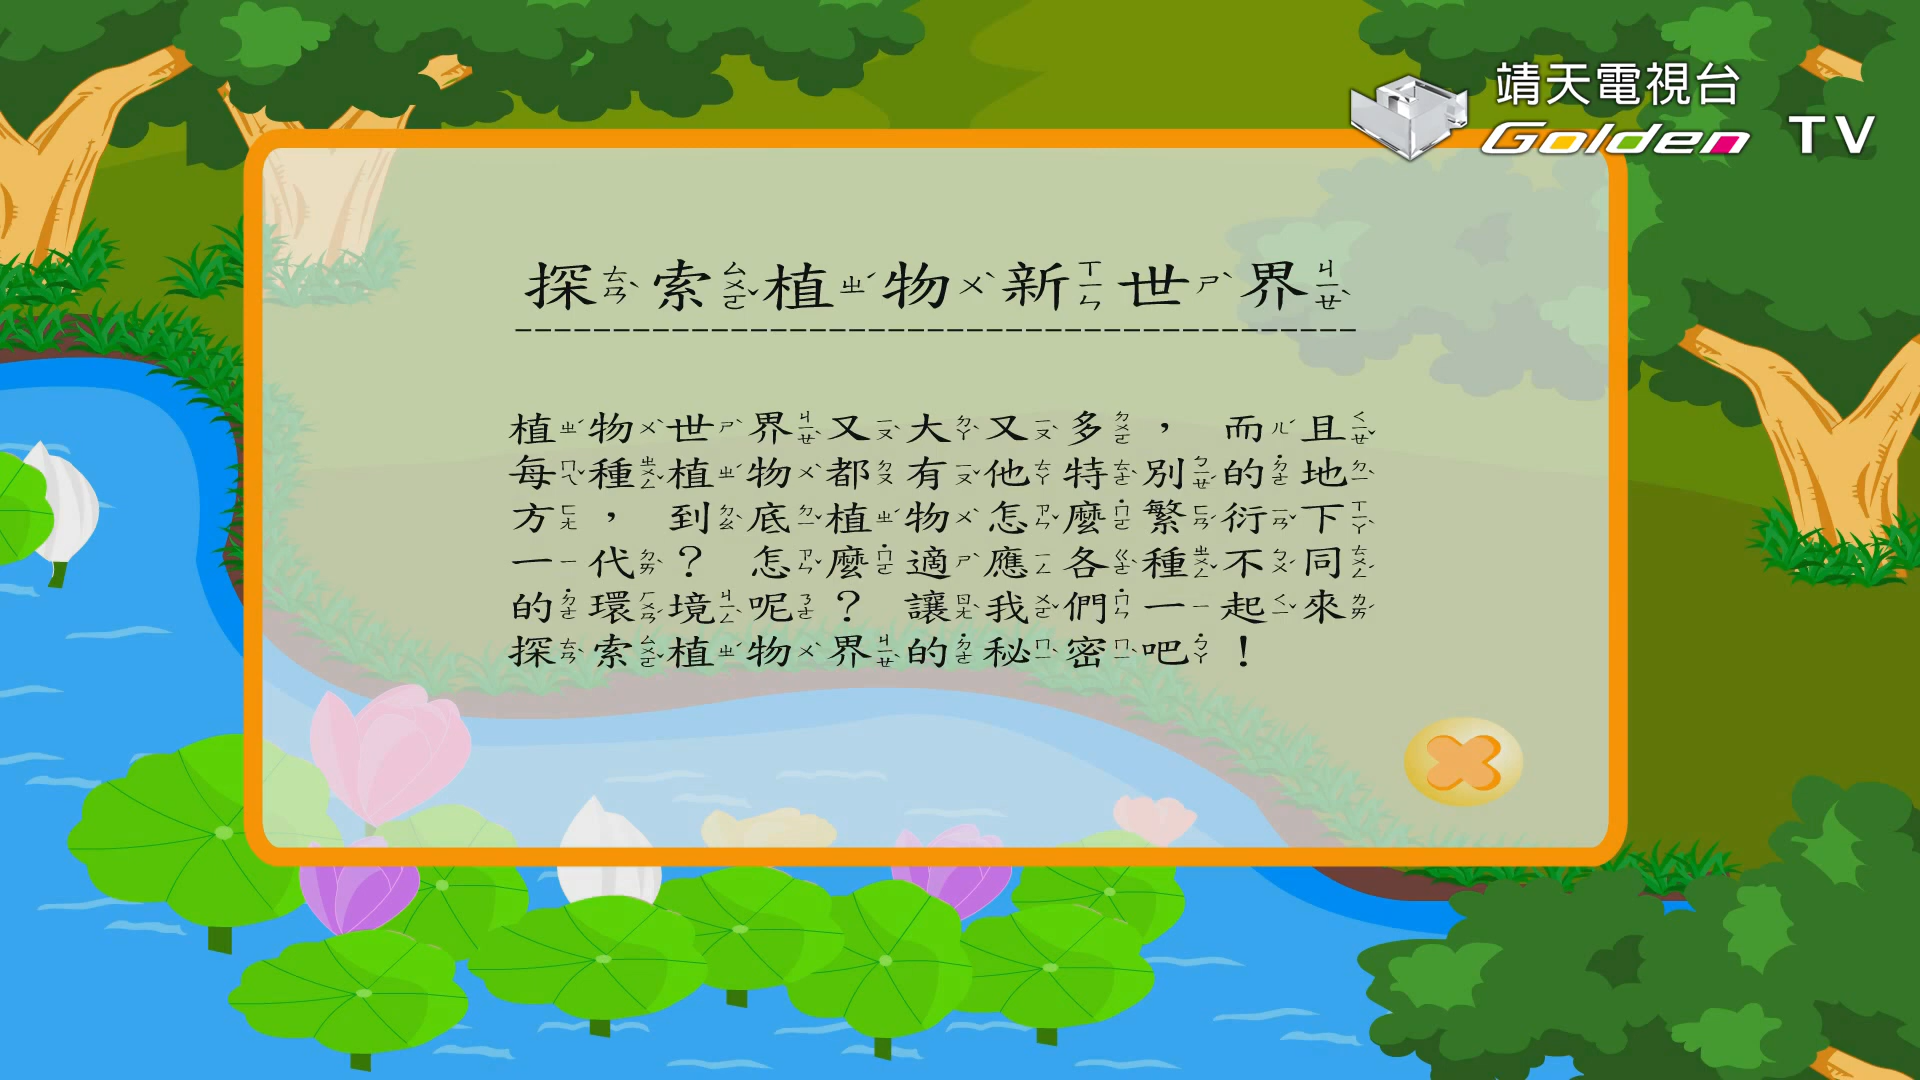 靖天電視台
Golden TV
探索植物新世界
植物世界又大又多，而且
每種植物都有他特別的地
方，到底植物怎麼繁衍下
一代？怎麼適應各種不同
的環境呢？讓我們一起來
探索植物界的秘密吧！